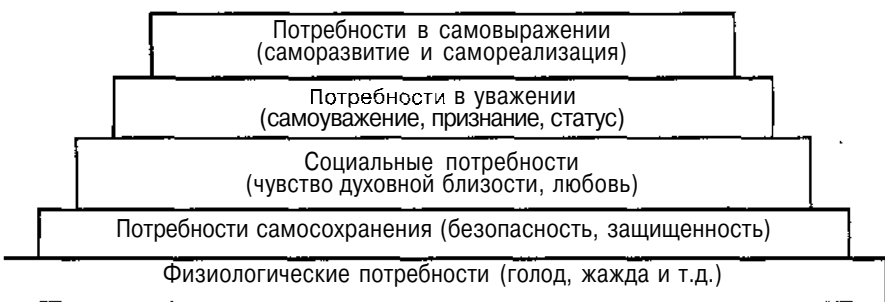 Потребности в самовыражении
(саморазвитие и самореализация)
Потребности в уважении
(самоуважение, признание, статус)
Социальные потребности
(чувство духовной близости, любовь)
Потребности самосохранения (безопасность, защищенность)
Физиологические потребности (голод, жажда и т.д.)